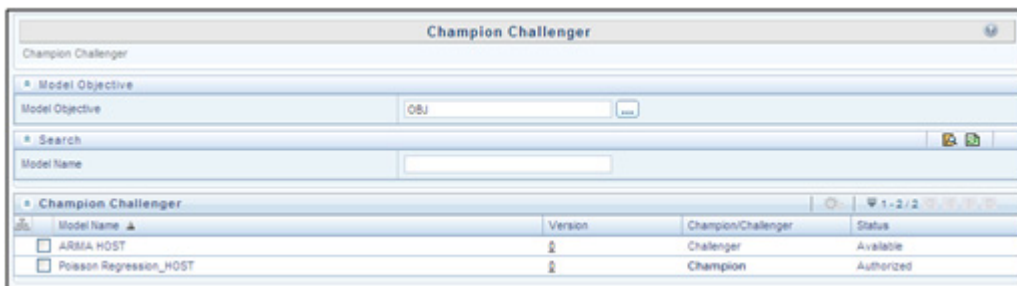 Champion Challenger
Champion Challenger
Model Objective
Model Objective OBJ ...
Search
Model Name
Champion Challenger 1 - 2 / 2
Model Name Version Champion/Challenger Status
ARIMA HOST 0 Challenger Available
Poisson Regression_HOST 0 Champion Authorized